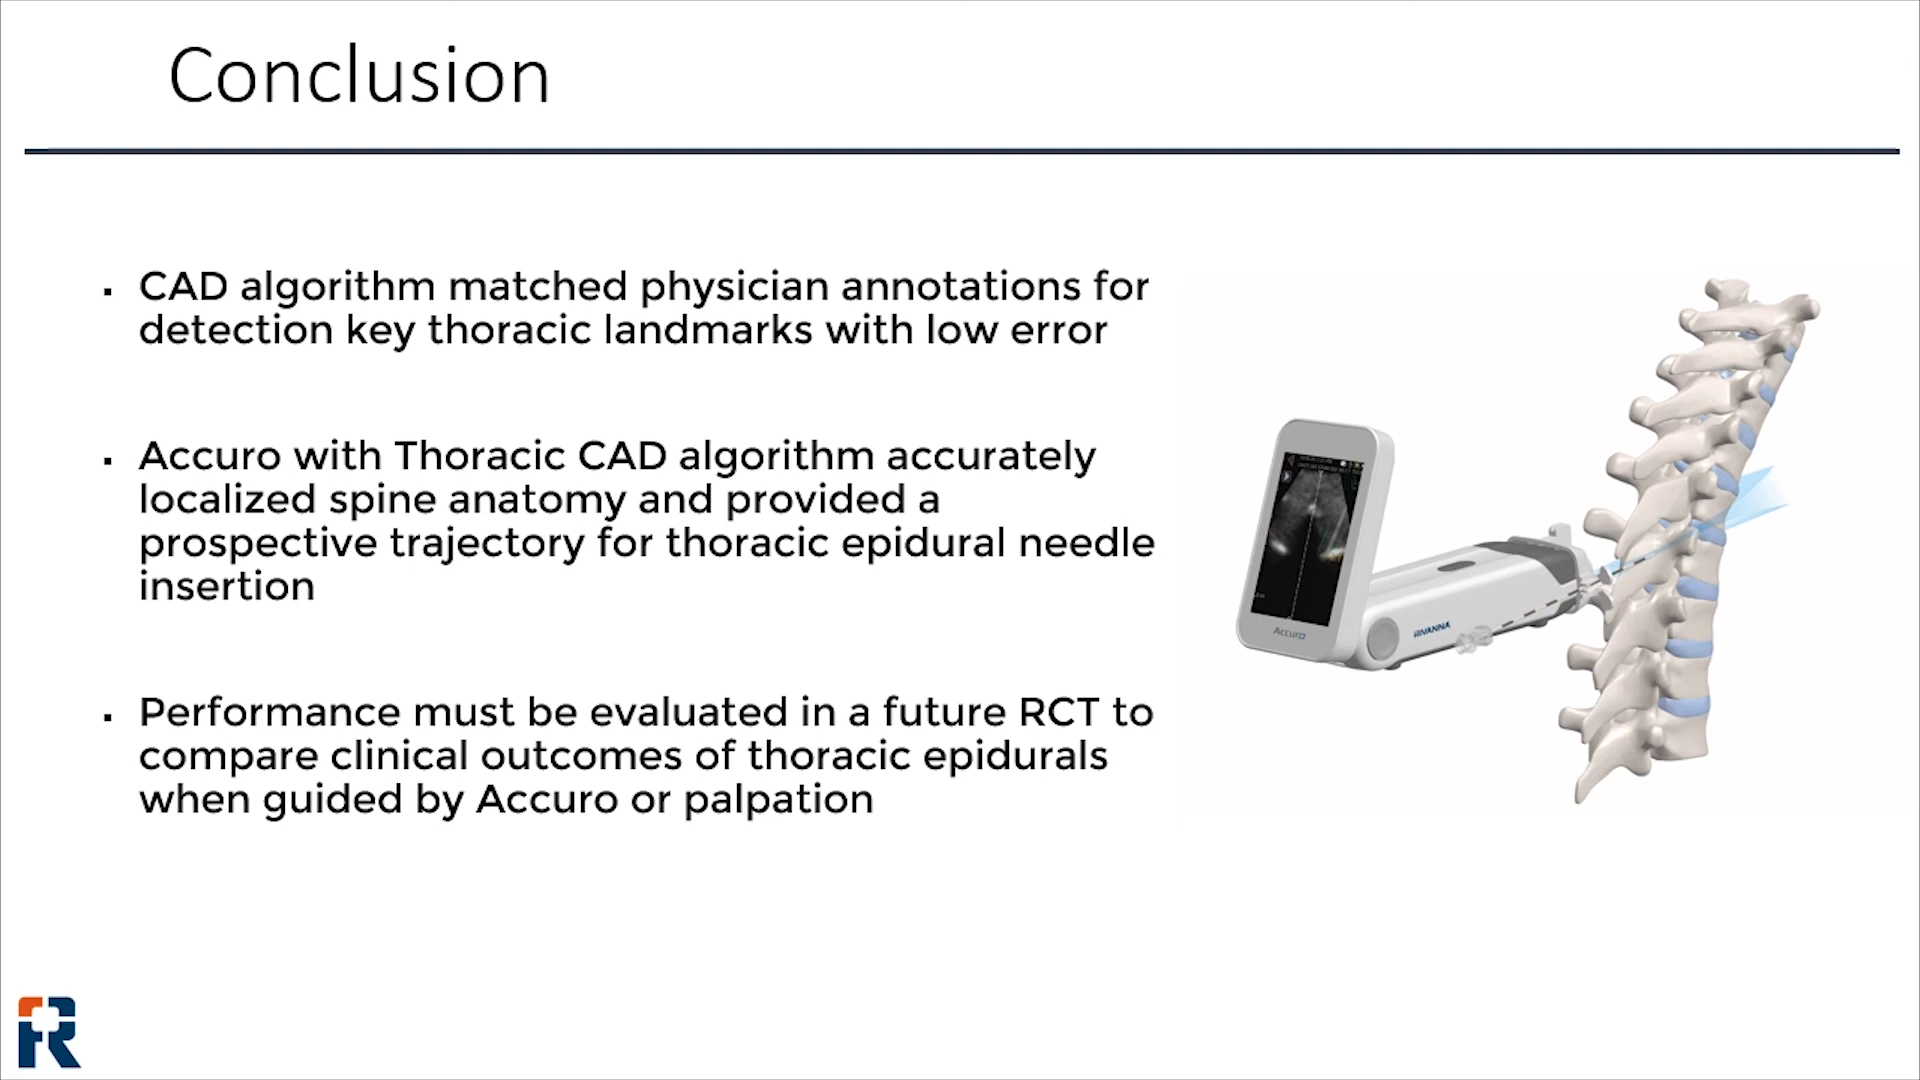 Conclusion
▪ CAD algorithm matched physician annotations for
detection key thoracic landmarks with low error
▪ Accuro with Thoracic CAD algorithm accurately
localized spine anatomy and provided a
prospective trajectory for thoracic epidural needle
insertion
▪ Performance must be evaluated in a future RCT to
compare clinical outcomes of thoracic epidurals
when guided by Accuro or palpation
Accuro
RIVANNA
R